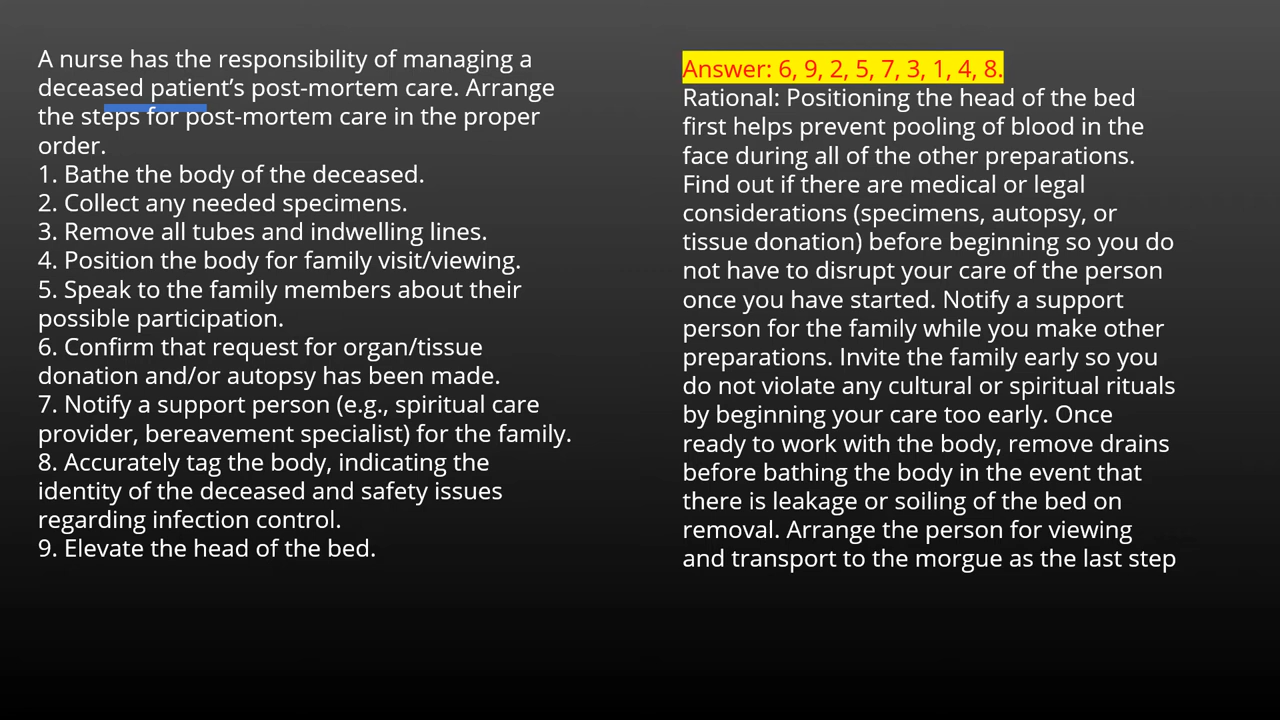 A nurse has the responsibility of managing a
deceased patient’s post-mortem care. Arrange
the steps for post-mortem care in the proper
order.
1. Bathe the body of the deceased.
2. Collect any needed specimens.
3. Remove all tubes and indwelling lines.
4. Position the body for family visit/viewing.
5. Speak to the family members about their
possible participation.
6. Confirm that request for organ/tissue
donation and/or autopsy has been made.
7. Notify a support person (e.g., spiritual care
provider, bereavement specialist) for the family.
8. Accurately tag the body, indicating the
identity of the deceased and safety issues
regarding infection control.
9. Elevate the head of the bed.
Answer: 6, 9, 2, 5, 7, 3, 1, 4, 8.
Rational: Positioning the head of the bed
first helps prevent pooling of blood in the
face during all of the other preparations.
Find out if there are medical or legal
considerations (specimens, autopsy, or
tissue donation) before beginning so you do
not have to disrupt your care of the person
once you have started. Notify a support
person for the family while you make other
preparations. Invite the family early so you
do not violate any cultural or spiritual rituals
by beginning your care too early. Once
ready to work with the body, remove drains
before bathing the body in the event that
there is leakage or soiling of the bed on
removal. Arrange the person for viewing
and transport to the morgue as the last step